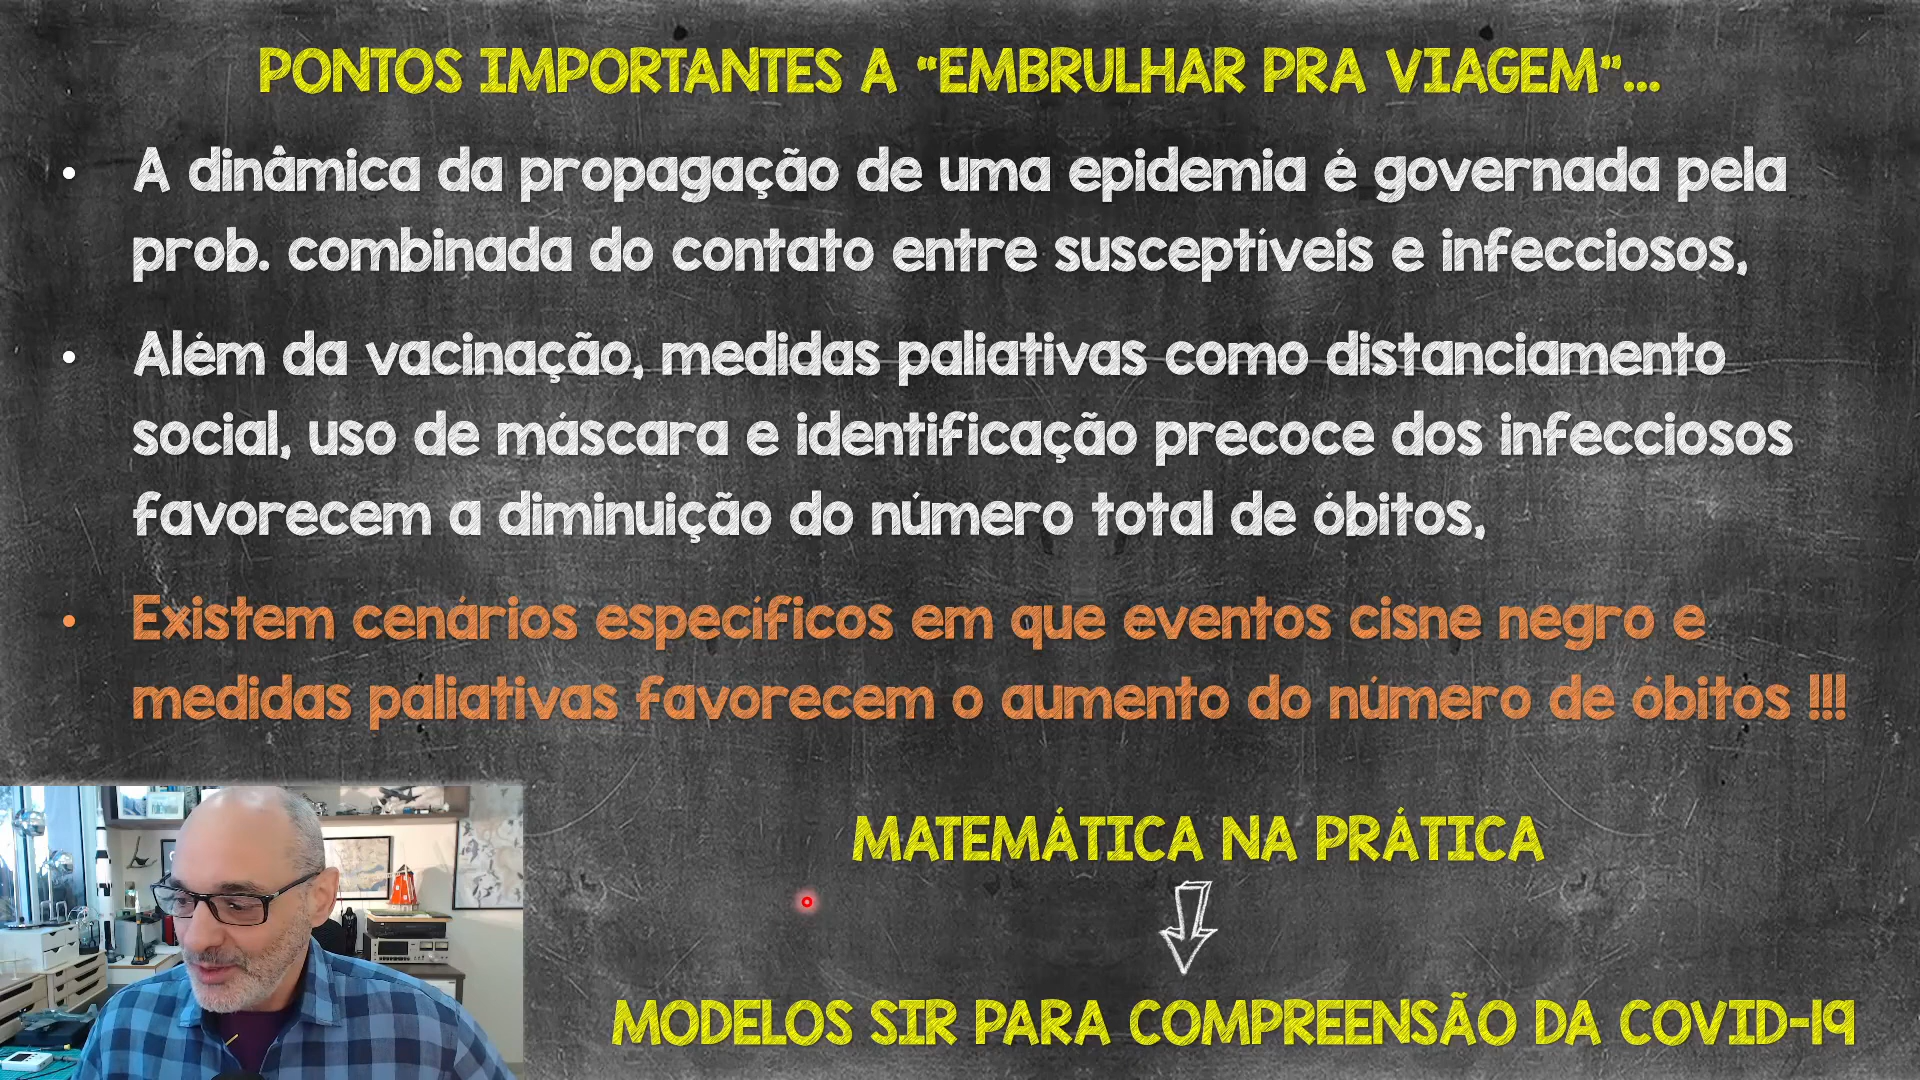 PONTOS IMPORTANTES A "EMBRULHAR PRA VIAGEM"...
• A dinâmica da propagação de uma epidemia é governada pela
prob. combinada do contato entre susceptíveis e infecciosos,
• Além da vacinação, medidas paliativas como distanciamento
social, uso de máscara e identificação precoce dos infecciosos
favorecem a diminuição do número total de óbitos,
• Existem cenários específicos em que eventos cisne negro e
medidas paliativas favorecem o aumento do número de óbitos !!!
MATEMÁTICA NA PRÁTICA
MODELOS SIR PARA COMPREENSÃO DA COVID-19